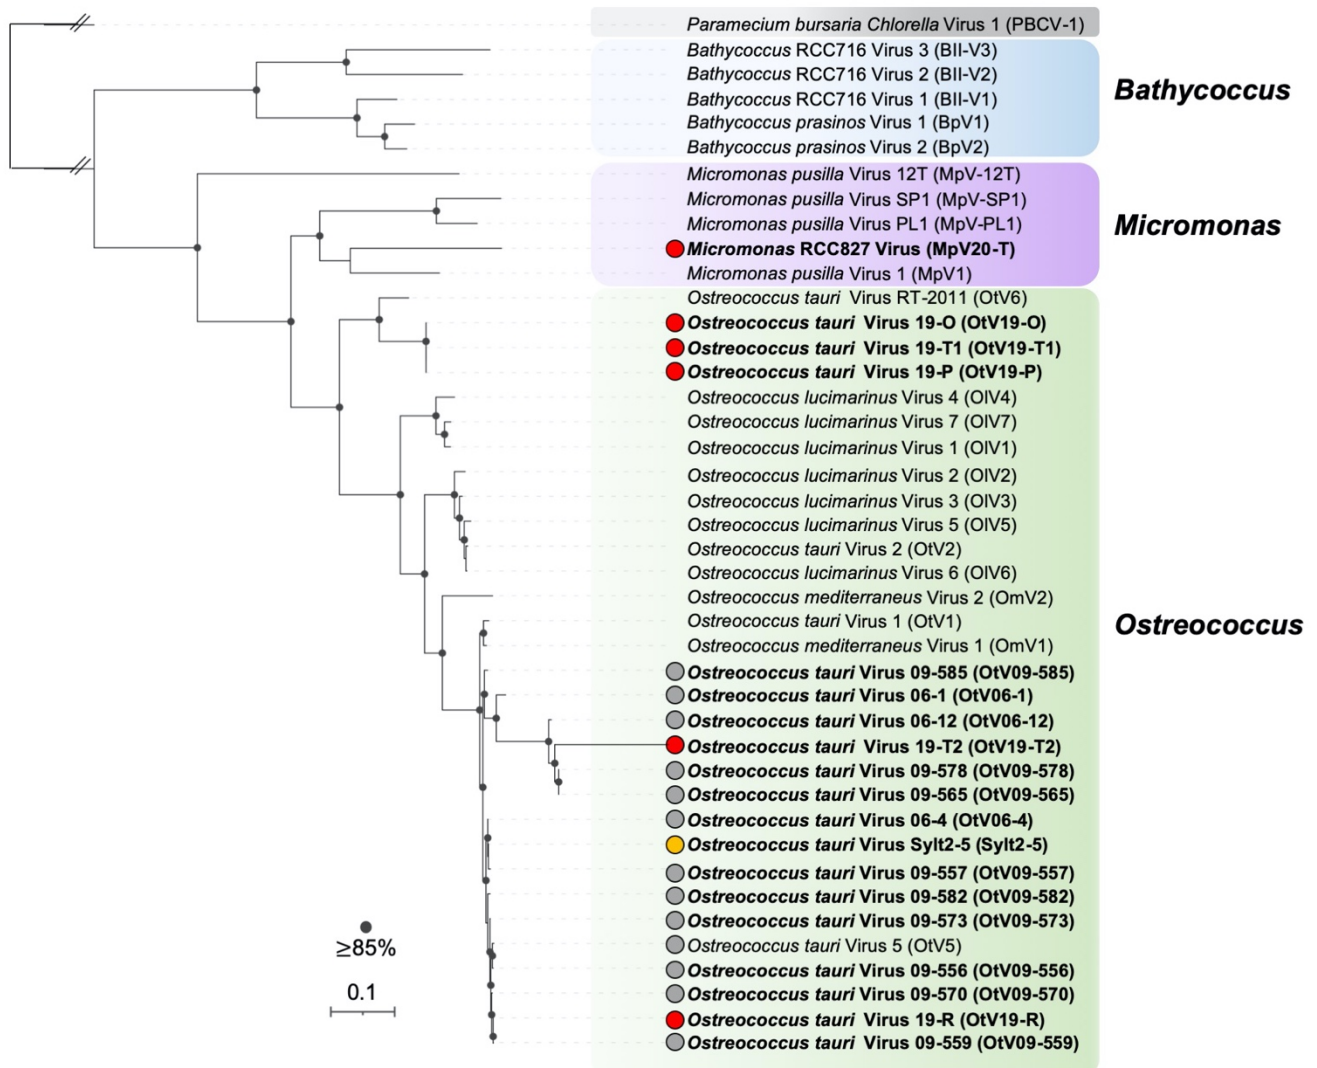 Paramecium bursaria Chlorella Virus 1 (PBCV-1)
Bathycoccus RCC716 Virus 3 (BII-V3)
Bathycoccus RCC716 Virus 2 (BII-V2)
Bathycoccus RCC716 Virus 1 (BII-V1)
Bathycoccus prasinos Virus 1 (BpV1)
Bathycoccus prasinos Virus 2 (BpV2)
Bathycoccus
Micromonas pusilla Virus 12T (MpV-12T)
Micromonas pusilla Virus SP1 (MpV-SP1)
Micromonas pusilla Virus PL1 (MpV-PL1)
Micromonas RCC827 Virus (MpV20-T)
Micromonas pusilla Virus 1 (MpV1)
Micromonas
Ostreococcus tauri Virus RT-2011 (OtV6)
Ostreococcus tauri Virus 19-O (OtV19-O)
Ostreococcus tauri Virus 19-T1 (OtV19-T1)
Ostreococcus tauri Virus 19-P (OtV19-P)
Ostreococcus lucimarinus Virus 4 (OlV4)
Ostreococcus lucimarinus Virus 7 (OlV7)
Ostreococcus lucimarinus Virus 1 (OlV1)
Ostreococcus lucimarinus Virus 2 (OlV2)
Ostreococcus lucimarinus Virus 3 (OlV3)
Ostreococcus lucimarinus Virus 5 (OlV5)
Ostreococcus tauri Virus 2 (OtV2)
Ostreococcus lucimarinus Virus 6 (OlV6)
Ostreococcus mediterraneus Virus 2 (OmV2)
Ostreococcus tauri Virus 1 (OtV1)
Ostreococcus mediterraneus Virus 1 (OmV1)
Ostreococcus tauri Virus 09-585 (OtV09-585)
Ostreococcus tauri Virus 06-1 (OtV06-1)
Ostreococcus tauri Virus 06-12 (OtV06-12)
Ostreococcus tauri Virus 19-T2 (OtV19-T2)
Ostreococcus tauri Virus 09-578 (OtV09-578)
Ostreococcus tauri Virus 09-565 (OtV09-565)
Ostreococcus tauri Virus 06-4 (OtV06-4)
Ostreococcus tauri Virus Sylt2-5 (Sylt2-5)
Ostreococcus tauri Virus 09-557 (OtV09-557)
Ostreococcus tauri Virus 09-582 (OtV09-582)
Ostreococcus tauri Virus 09-573 (OtV09-573)
Ostreococcus tauri Virus 5 (OtV5)
Ostreococcus tauri Virus 09-556 (OtV09-556)
Ostreococcus tauri Virus 09-570 (OtV09-570)
Ostreococcus tauri Virus 19-R (OtV19-R)
Ostreococcus tauri Virus 09-559 (OtV09-559)
Ostreococcus
≥85%
0.1